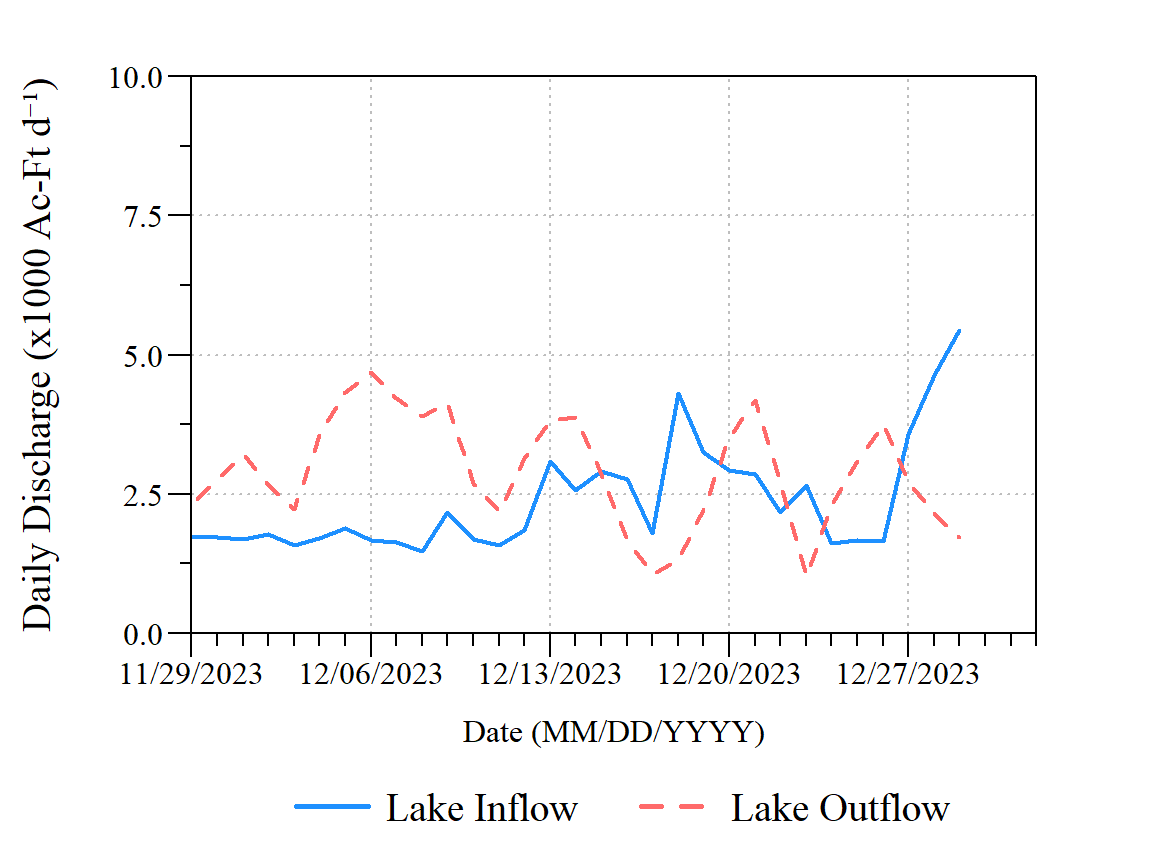 Daily Discharge (x1000 Ac-Ft d⁻¹)
10.0
7.5
5.0
2.5
0.0
11/29/2023 12/06/2023 12/13/2023 12/20/2023 12/27/2023
Date (MM/DD/YYYY)
Lake Inflow Lake Outflow